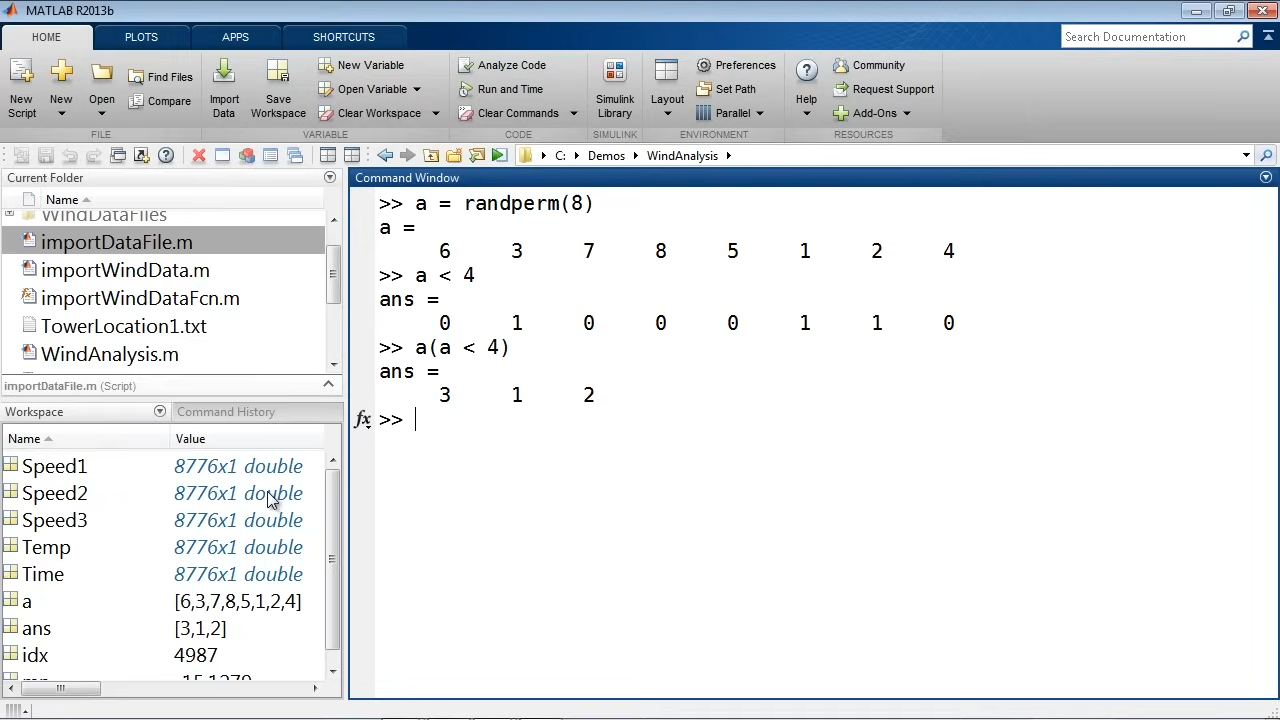 MATLAB R2013b
HOME PLOTS APPS SHORTCUTS
Search Documentation
New Script
New
Open
Find Files
Compare
FILE
Import Data
Save Workspace
New Variable
Open Variable
Clear Workspace
VARIABLE
Analyze Code
Run and Time
Clear Commands
CODE
Simulink Library
SIMULINK
Layout
Preferences
Set Path
Parallel
ENVIRONMENT
Help
Community
Request Support
Add-Ons
RESOURCES
C: Demos WindAnalysis
Current Folder
Name
WindDataFiles
importDataFile.m
importWindData.m
importWindDataFcn.m
TowerLocation1.txt
WindAnalysis.m
importDataFile.m (Script)
Workspace Command History
Name Value
Speed1 8776x1 double
Speed2 8776x1 double
Speed3 8776x1 double
Temp 8776x1 double
Time 8776x1 double
a [6,3,7,8,5,1,2,4]
ans [3,1,2]
idx 4987
Command Window
>> a = randperm(8)
a =
6 3 7 8 5 1 2 4
>> a < 4
ans =
0 1 0 0 0 1 1 0
>> a(a < 4)
ans =
3 1 2
fx >>